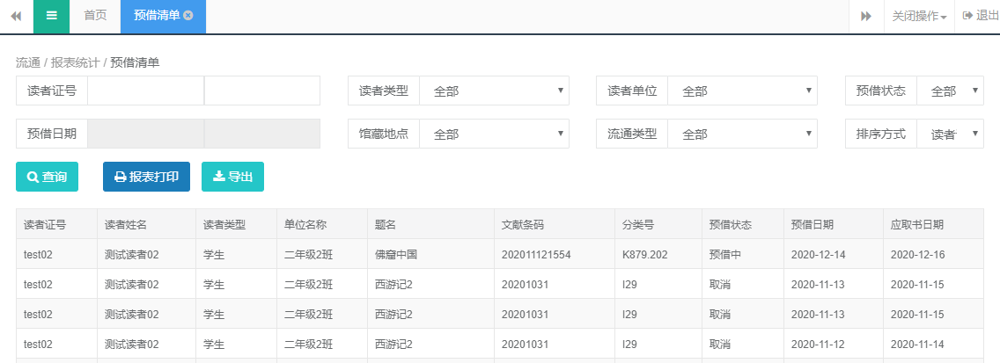 首页 预借清单 关闭操作 退出
流通 / 报表统计 / 预借清单
读者证号 读者类型 全部 读者单位 全部 预借状态 全部
预借日期 馆藏地点 全部 流通类型 全部 排序方式 读者
查询 报表打印 导出
读者证号 读者姓名 读者类型 单位名称 题名 文献条码 分类号 预借状态 预借日期 应取书日期
test02 测试读者02 学生 二年级2班 佛窟中国 202011121554 K879.202 预借中 2020-12-14 2020-12-16
test02 测试读者02 学生 二年级2班 西游记2 20201031 I29 取消 2020-11-13 2020-11-15
test02 测试读者02 学生 二年级2班 西游记2 20201031 I29 取消 2020-11-13 2020-11-15
test02 测试读者02 学生 二年级2班 西游记2 20201031 I29 取消 2020-11-12 2020-11-14